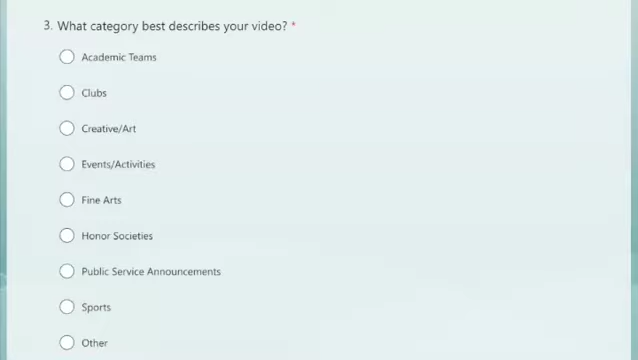 3. What category best describes your video? *
Academic Teams
Clubs
Creative/Art
Events/Activities
Fine Arts
Honor Societies
Public Service Announcements
Sports
Other